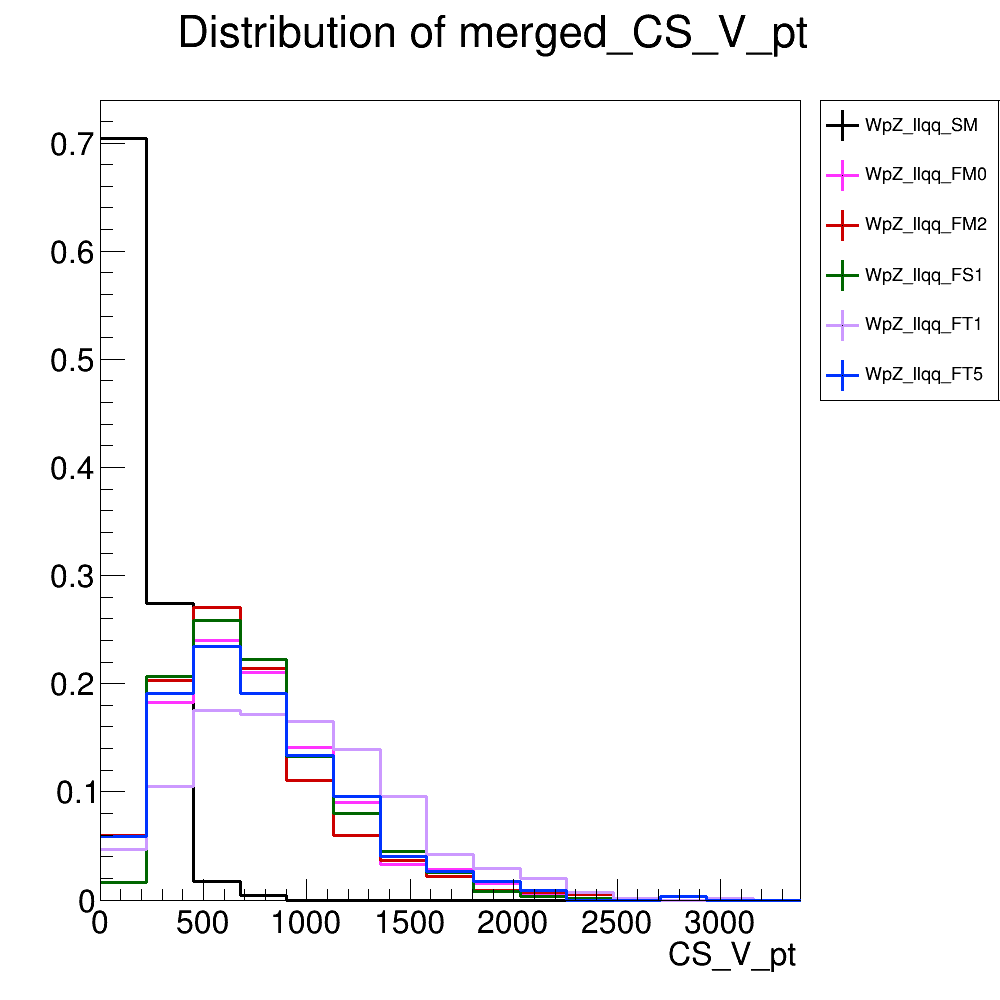 Distribution of merged_CS_V_pt
0.7
0.6
0.5
0.4
0.3
0.2
0.1
0
0 500 1000 1500 2000 2500 3000
CS_V_pt
WpZ_llqq_SM
WpZ_llqq_FM0
WpZ_llqq_FM2
WpZ_llqq_FS1
WpZ_llqq_FT1
WpZ_llqq_FT5